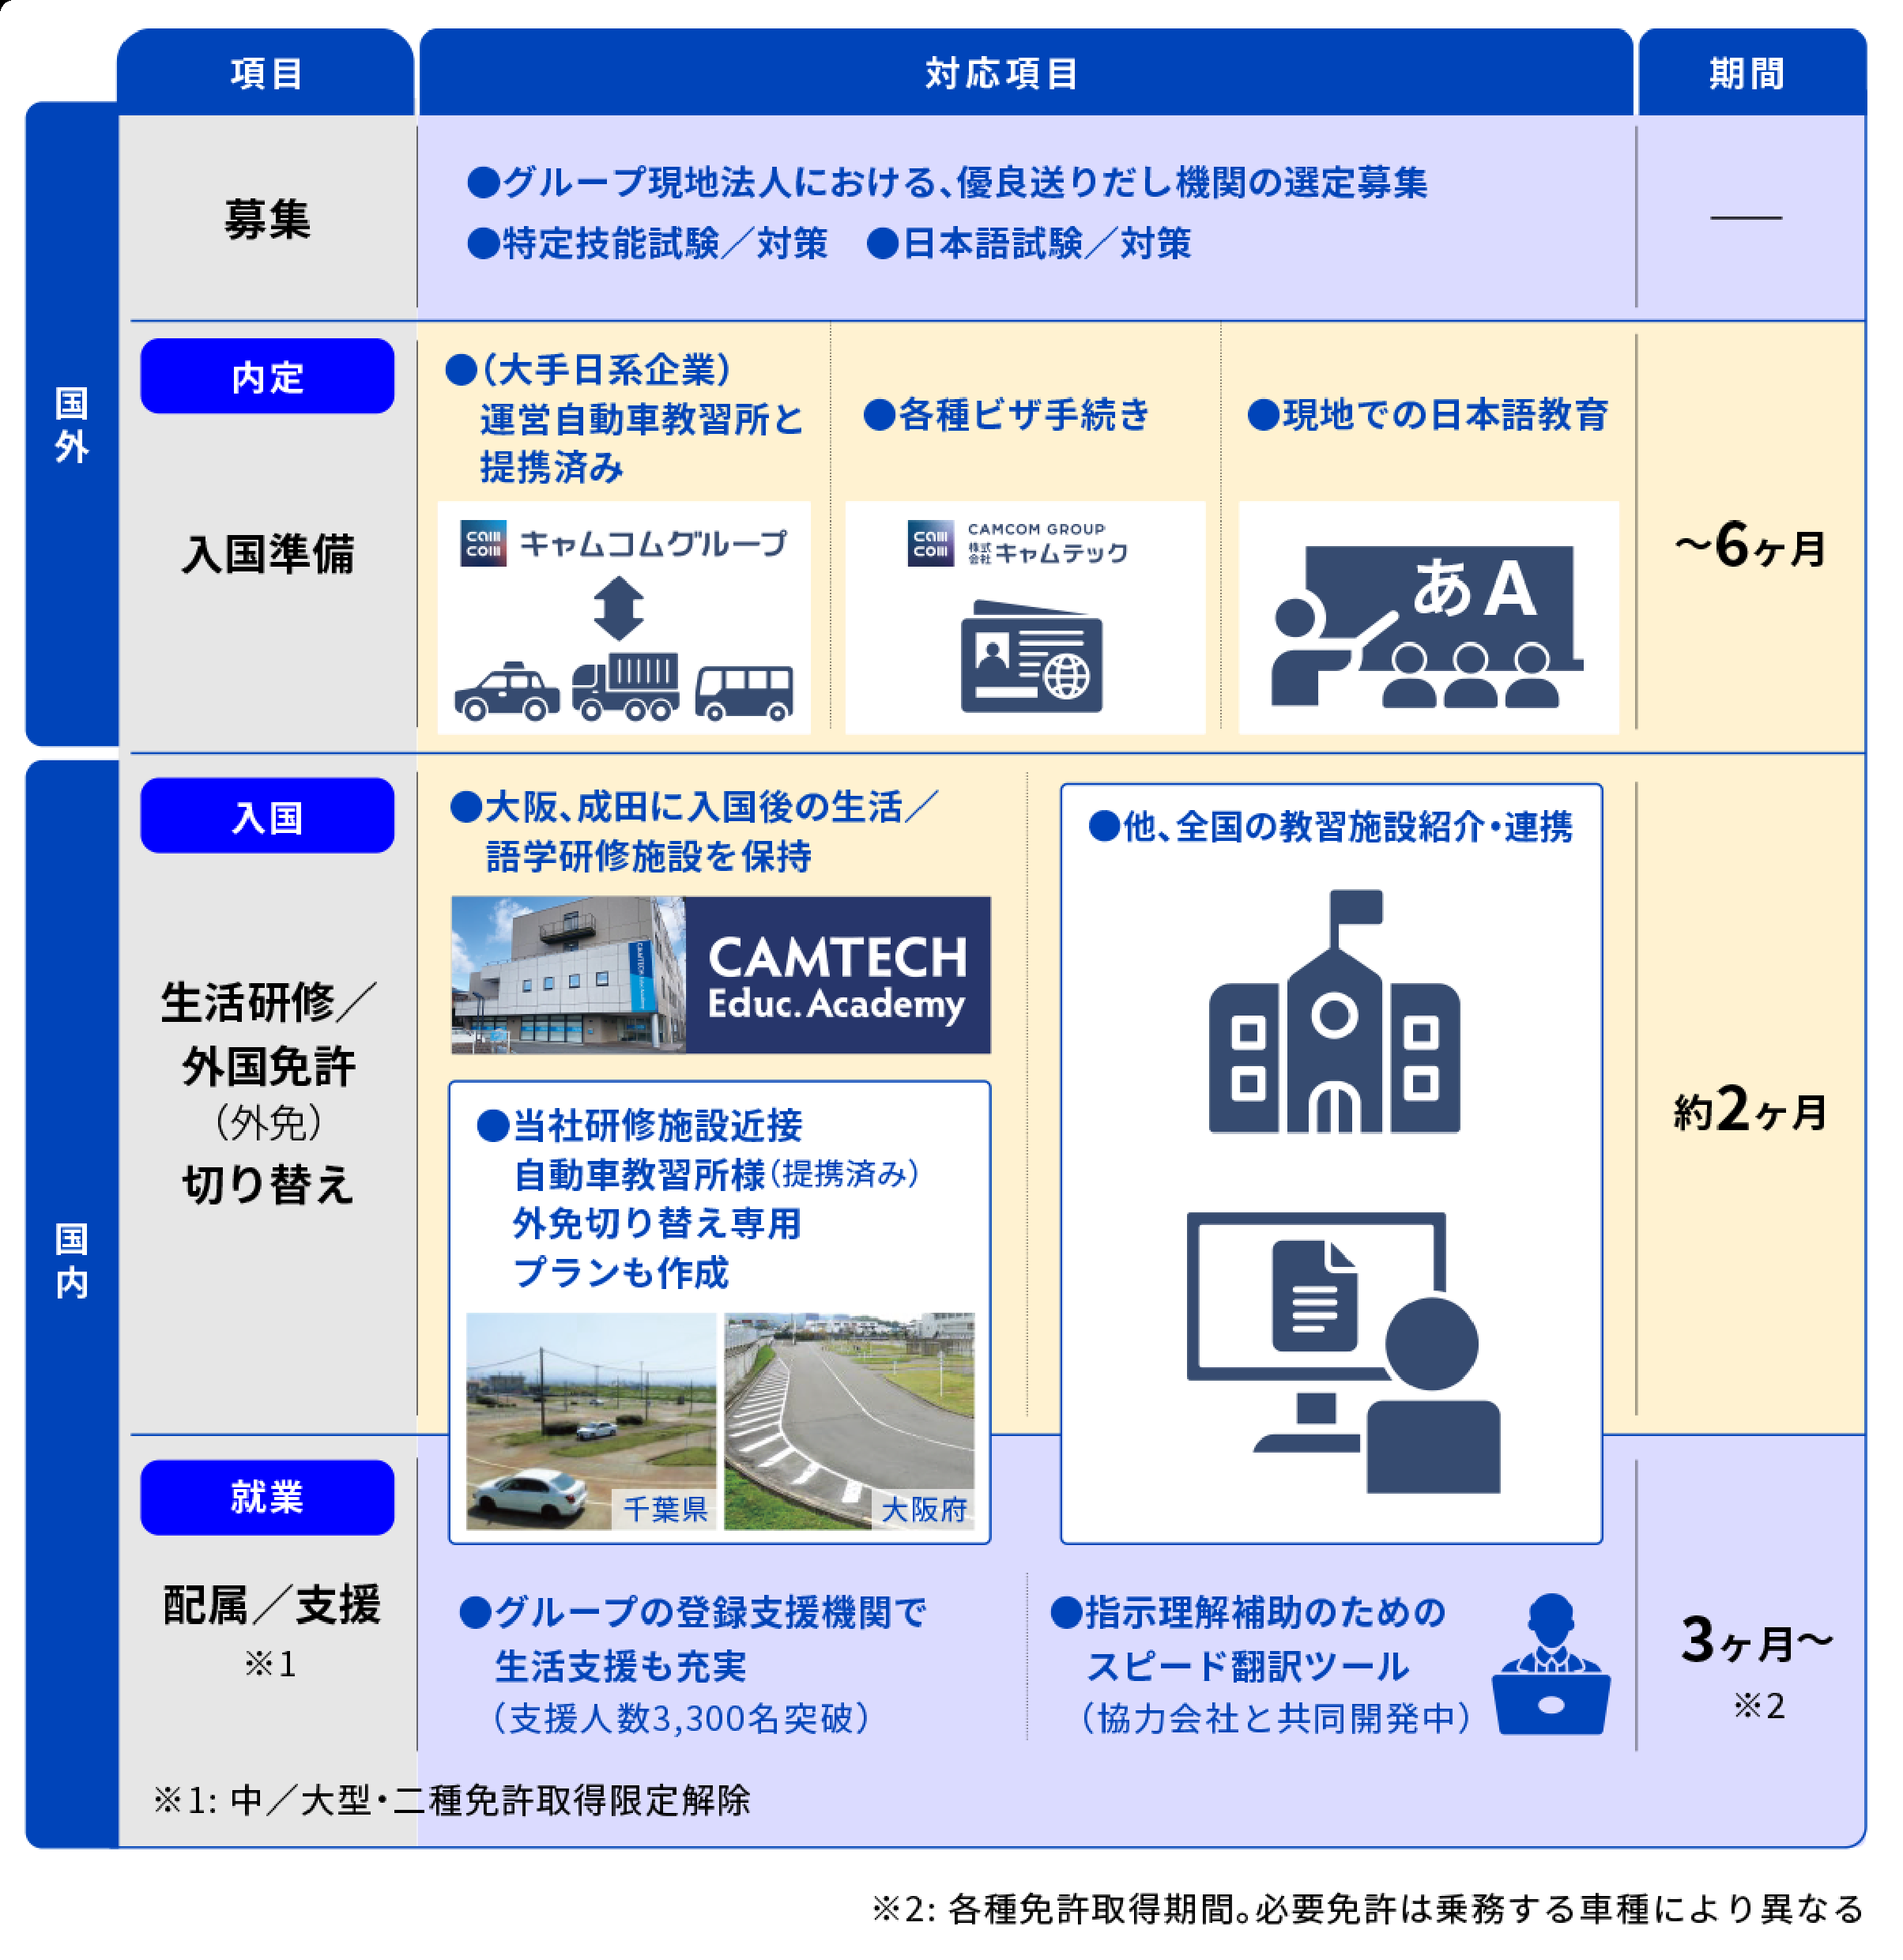 項目
対応項目
期間
国外
募集
●グループ現地法人における、優良送りだし機関の選定募集
●特定技能試験／対策　●日本語試験／対策
内定
入国準備
●（大手日系企業）
運営自動車教習所と
提携済み
cam
com
キャムコムグループ
●各種ビザ手続き
cam
com
CAMCOM GROUP
株式会社キャムテック
●現地での日本語教育
あA
～6ヶ月
国内
入国
生活研修／
外国免許
（外免）
切り替え
●大阪、成田に入国後の生活／
語学研修施設を保持
CAMTECH
Educ. Academy
●当社研修施設近接
自動車教習所様（提携済み）
外免切り替え専用
プランも作成
千葉県
大阪府
●他、全国の教習施設紹介・連携
約2ヶ月
就業
配属／支援
※1
●グループの登録支援機関で
生活支援も充実
（支援人数3,300名突破）
●指示理解補助のための
スピード翻訳ツール
（協力会社と共同開発中）
3ヶ月～
※2
※1: 中／大型・二種免許取得限定解除
※2: 各種免許取得期間。必要免許は乗務する車種により異なる